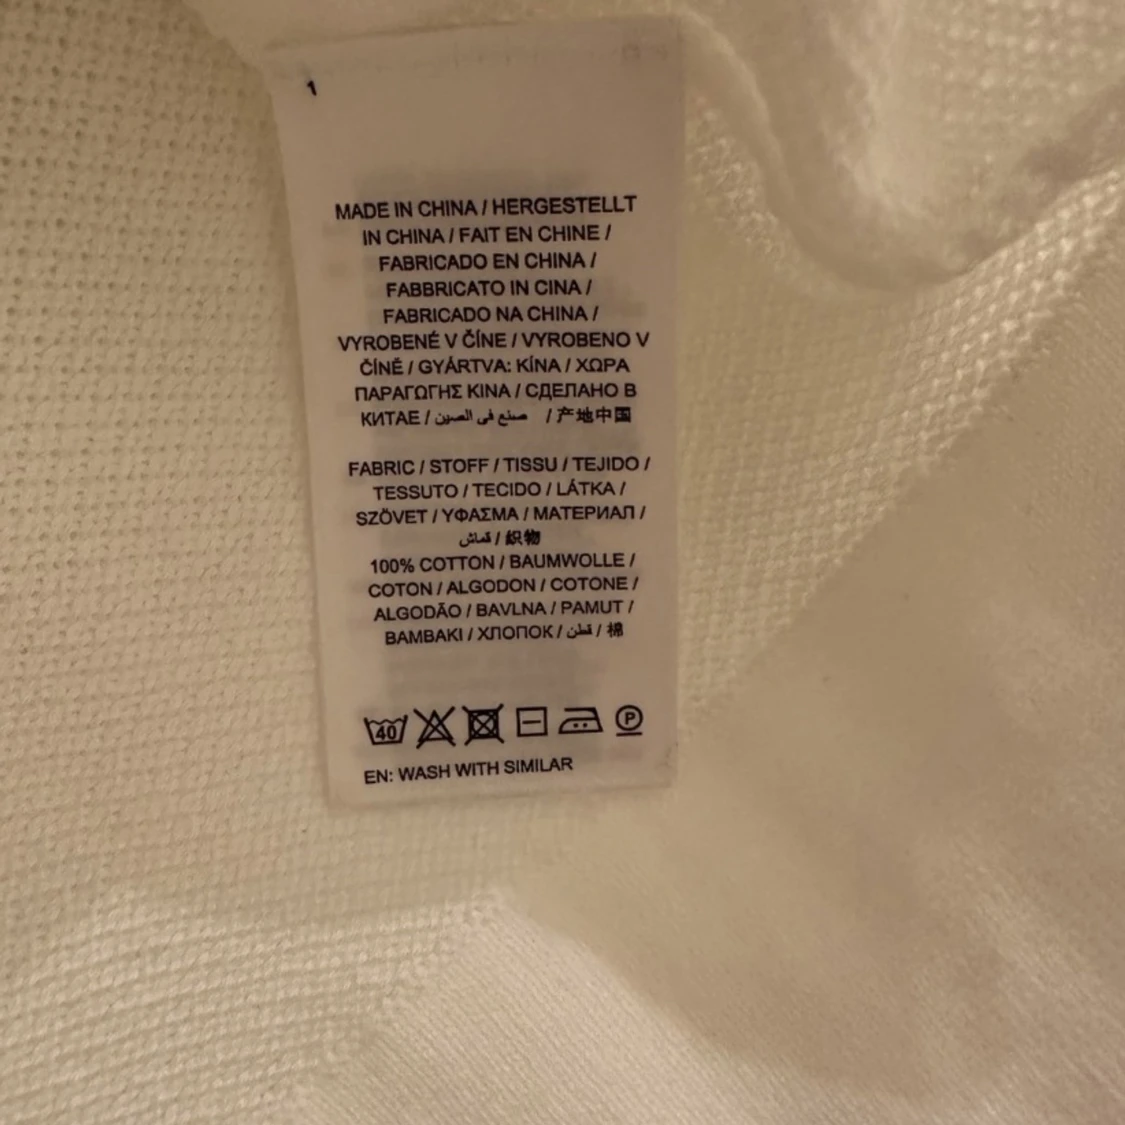 1
MADE IN CHINA / HERGESTELLT
IN CHINA / FAIT EN CHINE /
FABRICADO EN CHINA /
FABBRICATO IN CINA /
FABRICADO NA CHINA /
VYROBENÉ V ČÍNE / VYROBENO V
ČÍNĚ / GYÁRTVA: KÍNA / ΧΩΡΑ
ΠΑΡΑΓΩΓΗΣ ΚΙΝΑ / СДЕЛАНО В
КИТАЕ / صنع في الصين / 产地中国
FABRIC / STOFF / TISSU / TEJIDO /
TESSUTO / TECIDO / LÁTKA /
SZÖVET / ΥΦΑΣΜΑ / МАТЕРИАЛ /
قماش / 织物
100% COTTON / BAUMWOLLE /
COTON / ALGODON / COTONE /
ALGODÃO / BAVLNA / PAMUT /
ΒΑΜΒΑΚΙ / ХЛОПОК / قطن / 棉
40 P
EN: WASH WITH SIMILAR